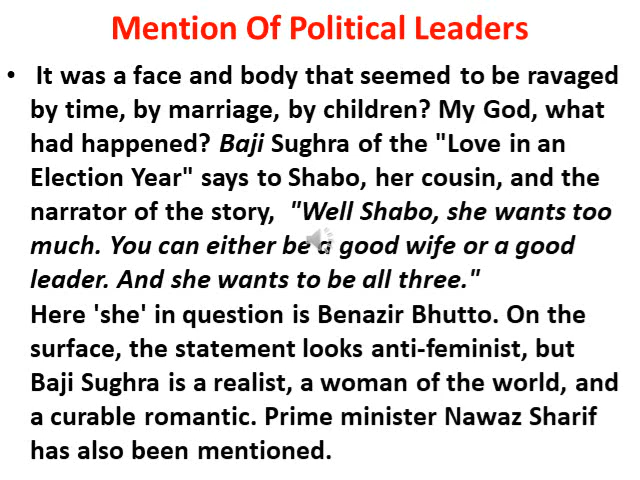 Mention Of Political Leaders
• It was a face and body that seemed to be ravaged
by time, by marriage, by children? My God, what
had happened? Baji Sughra of the "Love in an
Election Year" says to Shabo, her cousin, and the
narrator of the story, "Well Shabo, she wants too
much. You can either be a good wife or a good
leader. And she wants to be all three."
Here 'she' in question is Benazir Bhutto. On the
surface, the statement looks anti-feminist, but
Baji Sughra is a realist, a woman of the world, and
a curable romantic. Prime minister Nawaz Sharif
has also been mentioned.